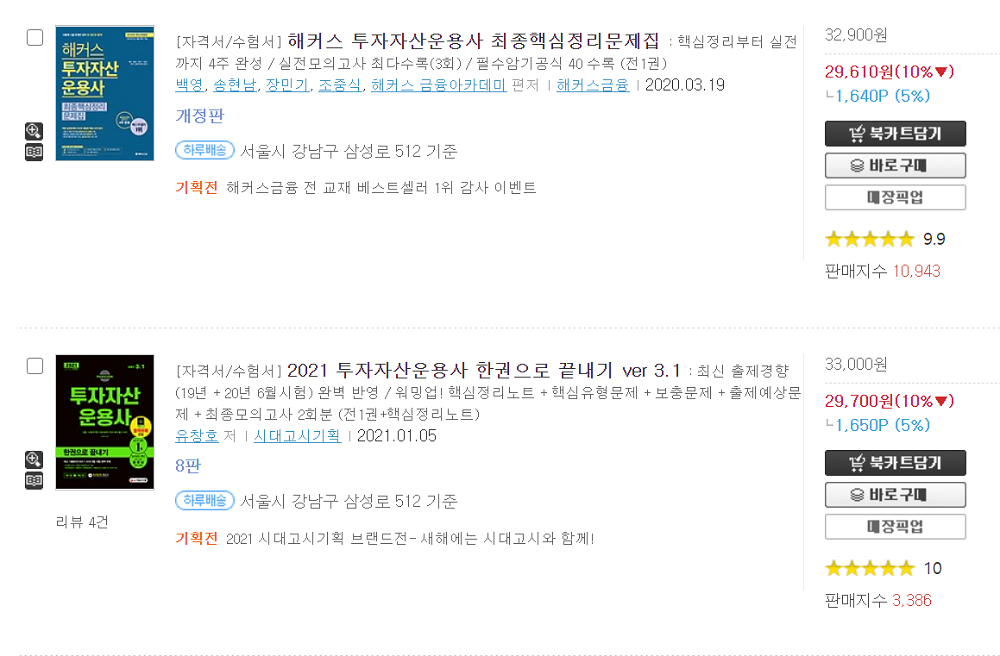 [자격서/수험서] 해커스 투자자산운용사 최종핵심정리문제집 : 핵심정리부터 실전
까지 4주 완성 / 실전모의고사 최다수록(3회) / 필수암기공식 40 수록 (전1권)
백영, 송현남, 장민기, 조중식, 해커스 금융아카데미 편저 | 해커스금융 | 2020.03.19
개정판
하루배송 서울시 강남구 삼성로 512 기준
기획전 해커스금융 전 교재 베스트셀러 1위 감사 이벤트
해커스
투자자산
운용사
최종핵심정리
문제집
32,900원
29,610원(10%▼)
└1,640P (5%)
북카트담기
바로구매
매장픽업
9.9
판매지수 10,943
[자격서/수험서] 2021 투자자산운용사 한권으로 끝내기 ver 3.1 : 최신 출제경향
(19년 +20년 6월시험) 완벽 반영 / 워밍업! 핵심정리노트 + 핵심유형문제 + 보충문제 + 출제예상문
제 + 최종모의고사 2회분 (전1권+핵심정리노트)
유창호 저 | 시대고시기획 | 2021.01.05
8판
하루배송 서울시 강남구 삼성로 512 기준
기획전 2021 시대고시기획 브랜드전- 새해에는 시대고시와 함께!
2021
3.1
투자자산
운용사
한권으로 끝내기
리뷰 4건
33,000원
29,700원(10%▼)
└1,650P (5%)
북카트담기
바로구매
매장픽업
10
판매지수 3,386